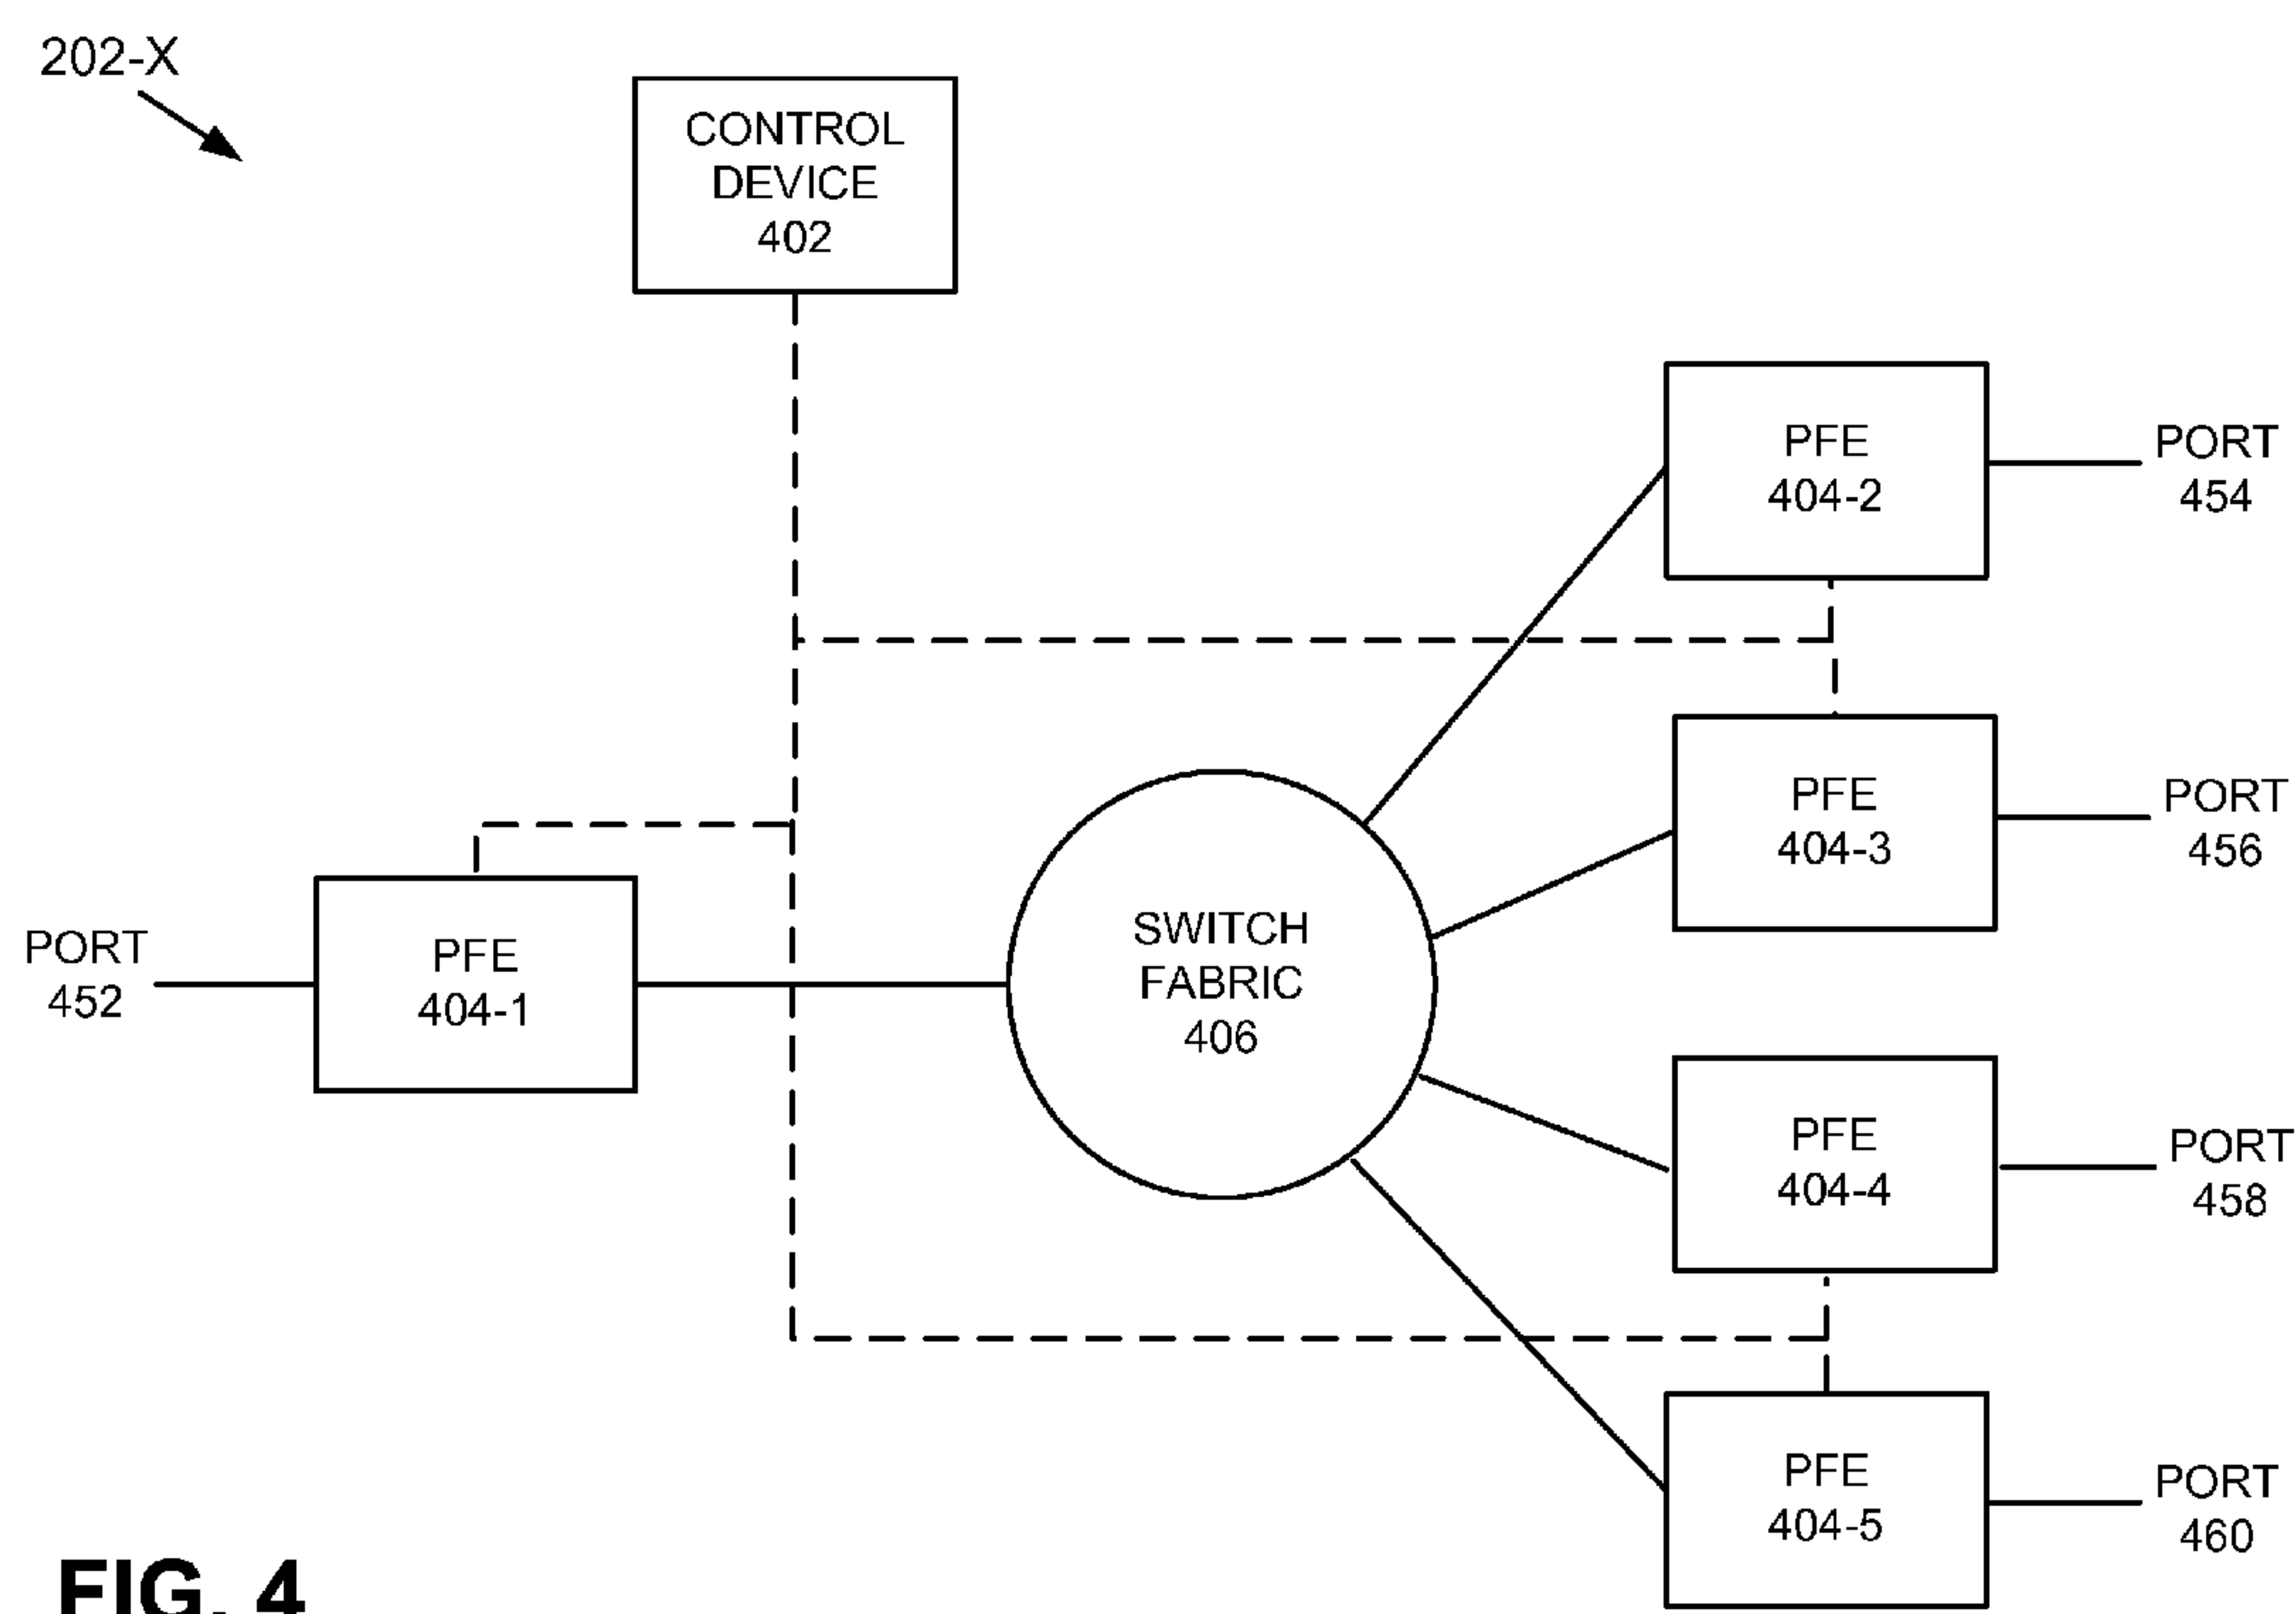 202-X
CONTROL
DEVICE
402
PFE
404-2
PORT
454
PFE
404-3
PORT
456
PORT
452
PFE
404-1
SWITCH
FABRIC
406
PFE
404-4
PORT
458
PFE
404-5
PORT
460
FIG. 4